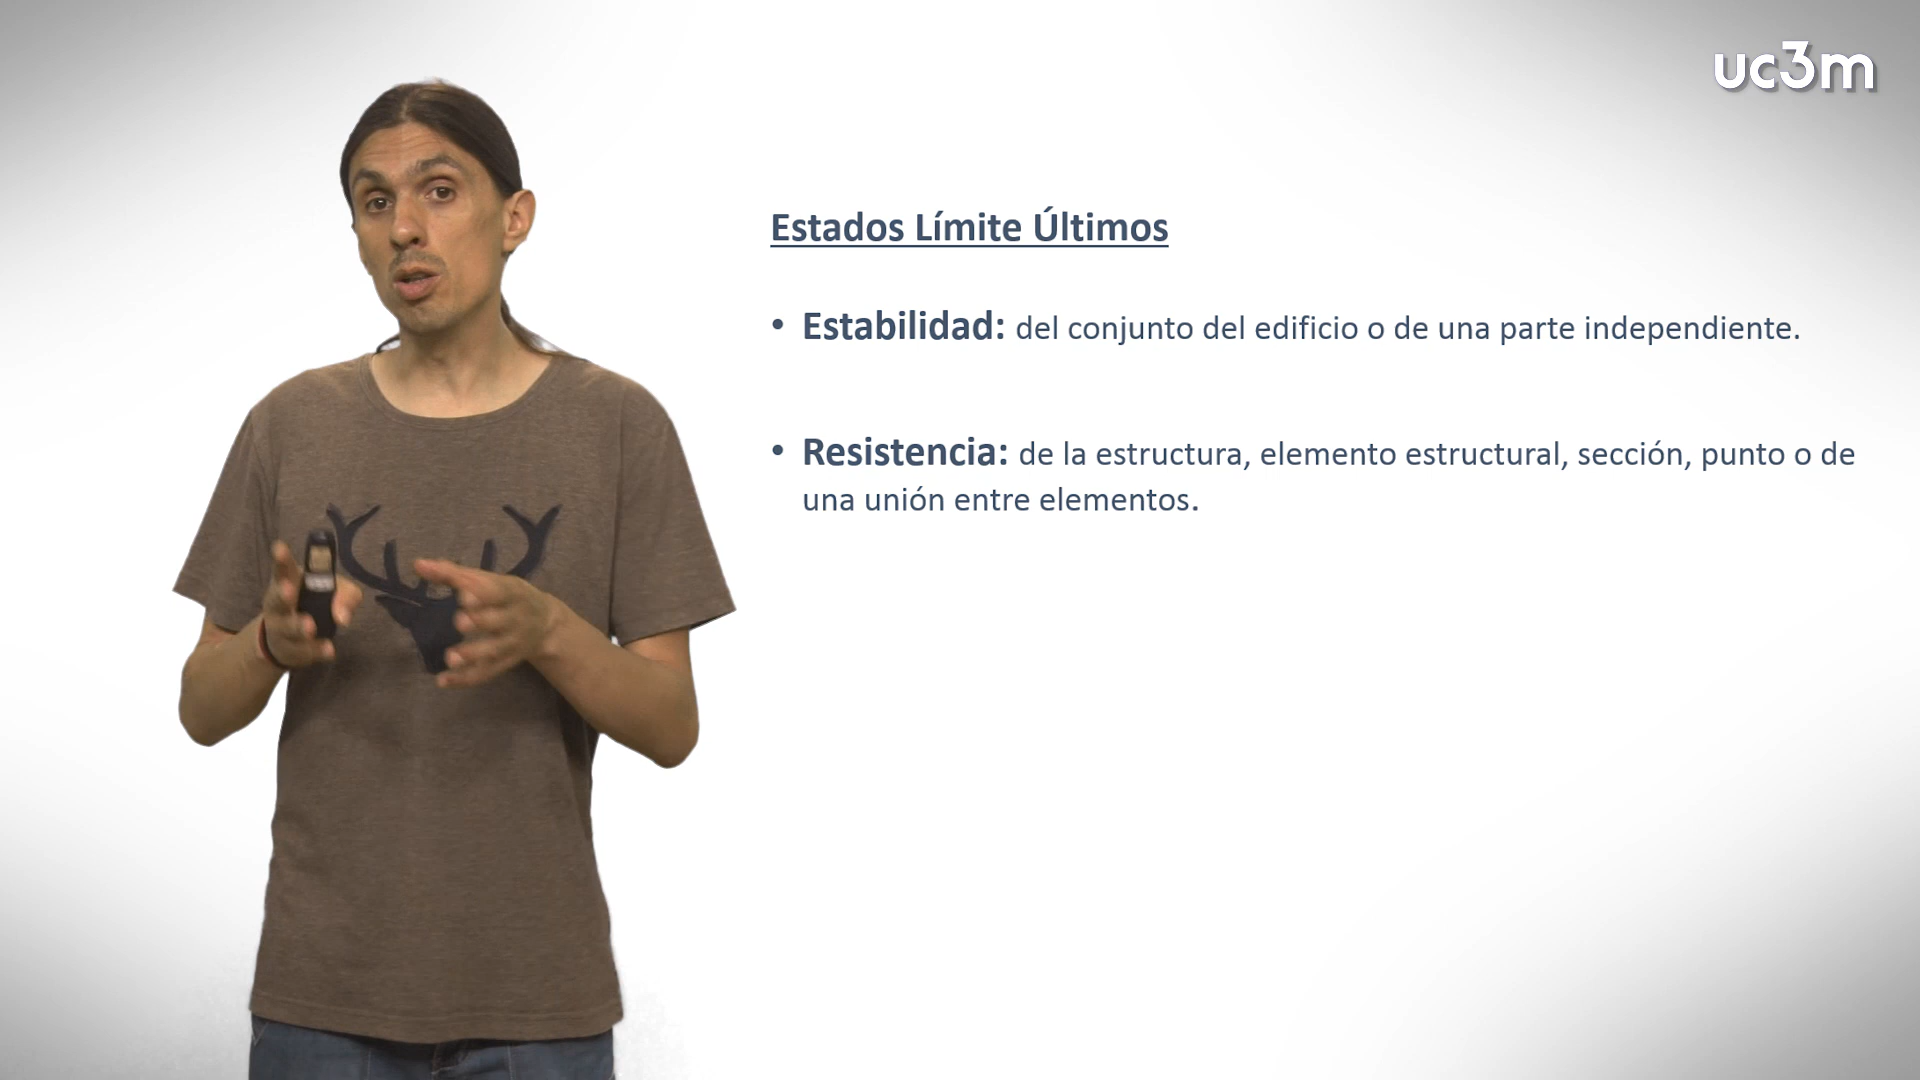 uc3m
Estados Límite Últimos
• Estabilidad: del conjunto del edificio o de una parte independiente.
• Resistencia: de la estructura, elemento estructural, sección, punto o de
una unión entre elementos.